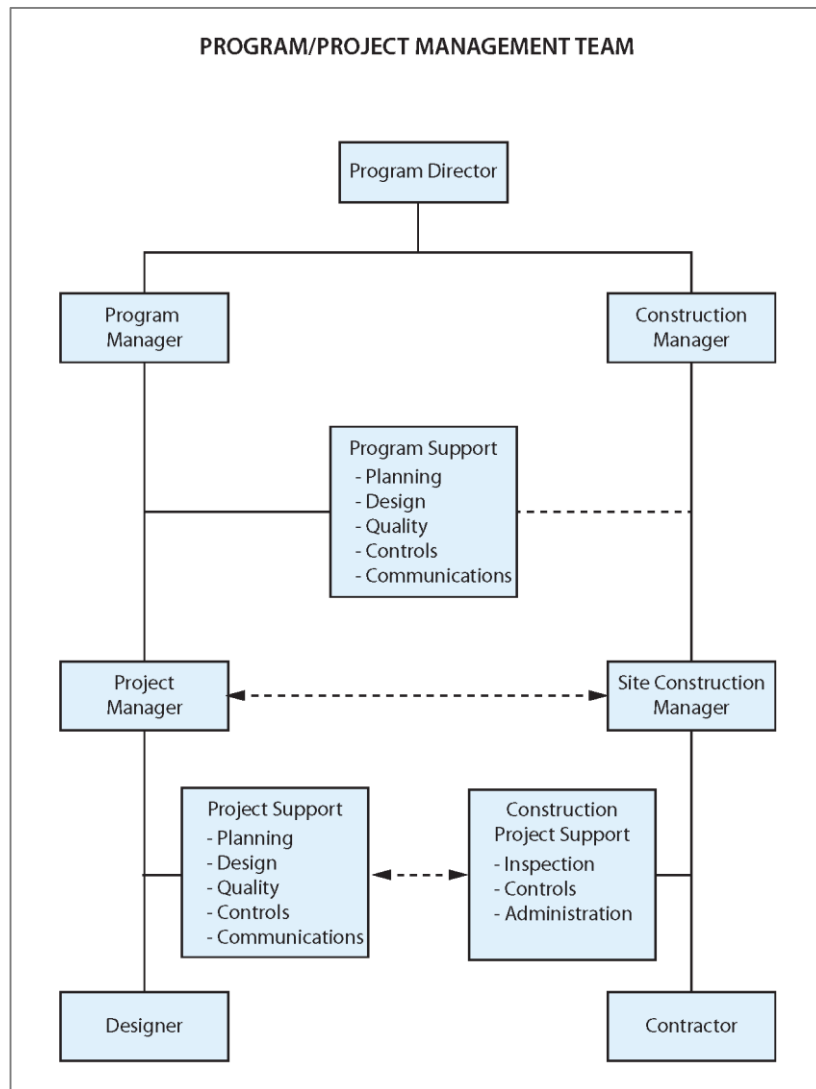 PROGRAM/PROJECT MANAGEMENT TEAM
Program Director
Program
Manager
Construction
Manager
Program Support
- Planning
- Design
- Quality
- Controls
- Communications
Project
Manager
Site Construction
Manager
Project Support
- Planning
- Design
- Quality
- Controls
- Communications
Construction
Project Support
- Inspection
- Controls
- Administration
Designer
Contractor